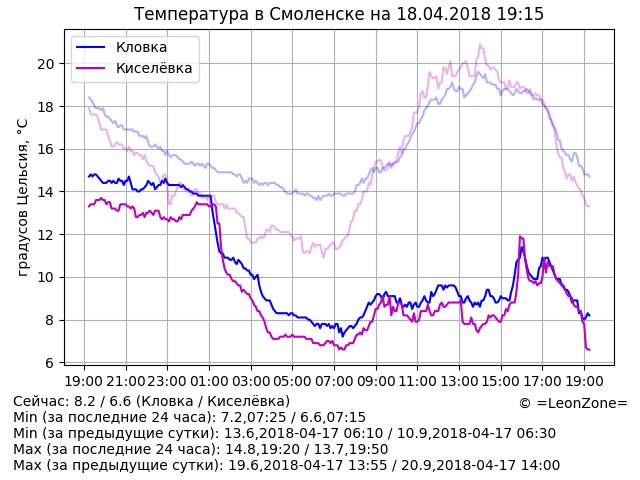 Температура в Смоленске на 18.04.2018 19:15
Кловка
Киселёвка
градусов Цельсия, °C
20
18
16
14
12
10
8
6
19:00 21:00 23:00 01:00 03:00 05:00 07:00 09:00 11:00 13:00 15:00 17:00 19:00
Сейчас: 8.2 / 6.6 (Кловка / Киселёвка)
© =LeonZone=
Min (за последние 24 часа): 7.2,07:25 / 6.6,07:15
Min (за предыдущие сутки): 13.6,2018-04-17 06:10 / 10.9,2018-04-17 06:30
Max (за последние 24 часа): 14.8,19:20 / 13.7,19:50
Max (за предыдущие сутки): 19.6,2018-04-17 13:55 / 20.9,2018-04-17 14:00